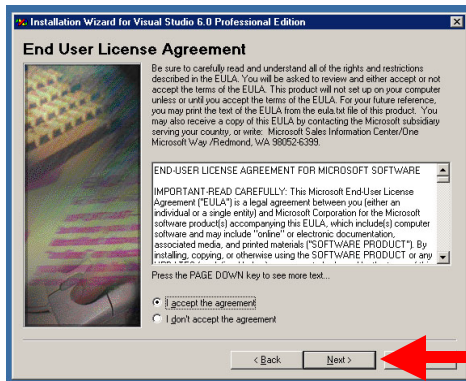 Installation Wizard for Visual Studio 6.0 Professional Edition
End User License Agreement
Be sure to carefully read and understand all of the rights and restrictions
described in the EULA. You will be asked to review and either accept or not
accept the terms of the EULA. This product will not set up on your computer
unless or until you accept the terms of the EULA. For your future reference,
you may print the text of the EULA from the eula.txt file of this product. You
may also receive a copy of this EULA by contacting the Microsoft subsidiary
serving your country, or write: Microsoft Sales Information Center/One
Microsoft Way /Redmond, WA 98052-6399.
END-USER LICENSE AGREEMENT FOR MICROSOFT SOFTWARE
IMPORTANT-READ CAREFULLY: This Microsoft End-User License
Agreement ("EULA") is a legal agreement between you (either an
individual or a single entity) and Microsoft Corporation for the Microsoft
software product(s) accompanying this EULA, which include(s) computer
software and may include "online" or electronic documentation,
associated media, and printed materials ("SOFTWARE PRODUCT"). By
installing, copying, or otherwise using the SOFTWARE PRODUCT or any
Press the PAGE DOWN key to see more text...
I accept the agreement
I don't accept the agreement
< Back Next >